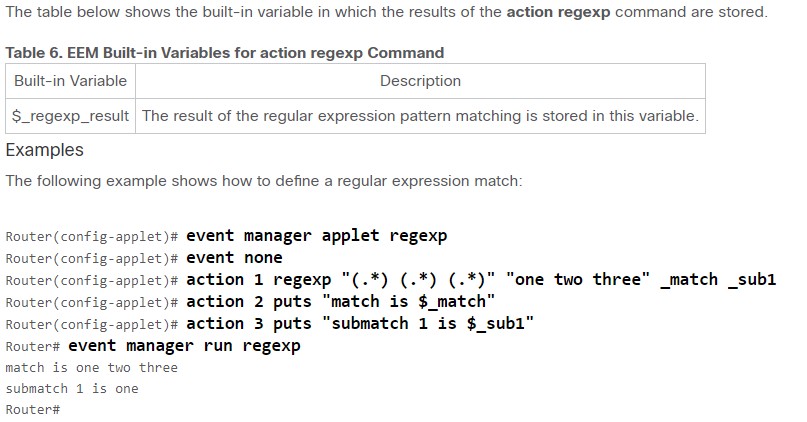 The table below shows the built-in variable in which the results of the action regexp command are stored.
Table 6. EEM Built-in Variables for action regexp Command
Built-in Variable Description
$_regexp_result The result of the regular expression pattern matching is stored in this variable.
Examples
The following example shows how to define a regular expression match:
Router(config-applet)# event manager applet regexp
Router(config-applet)# event none
Router(config-applet)# action 1 regexp "(.*) (.*) (.*)" "one two three" _match _sub1
Router(config-applet)# action 2 puts "match is $_match"
Router(config-applet)# action 3 puts "submatch 1 is $_sub1"
Router# event manager run regexp
match is one two three
submatch 1 is one
Router#